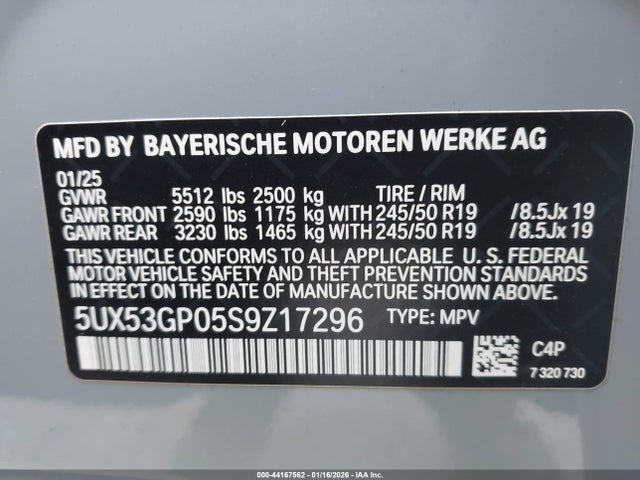 MFD BY BAYERISCHE MOTOREN WERKE AG
01/25
GVWR 5512 lbs 2500 kg TIRE / RIM
GAWR FRONT 2590 lbs 1175 kg WITH 245/50 R19 /8.5Jx 19
GAWR REAR 3230 lbs 1465 kg WITH 245/50 R19 /8.5Jx 19
THIS VEHICLE CONFORMS TO ALL APPLICABLE U. S. FEDERAL
MOTOR VEHICLE SAFETY AND THEFT PREVENTION STANDARDS
IN EFFECT ON THE DATE OF MANUFACTURE SHOWN ABOVE.
5UX53GP05S9Z17296 TYPE: MPV
C4P
7 320 730
000-44167562 - 01/16/2026 - IAA Inc.